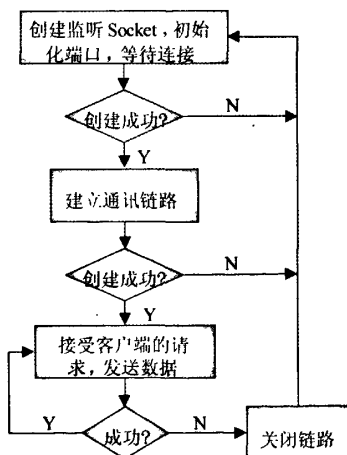 创建监听 Socket，初始
化端口，等待连接
创建成功?
N
Y
建立通讯链路
创建成功?
N
Y
接受客户端的请
求，发送数据
Y
成功?
N
关闭链路